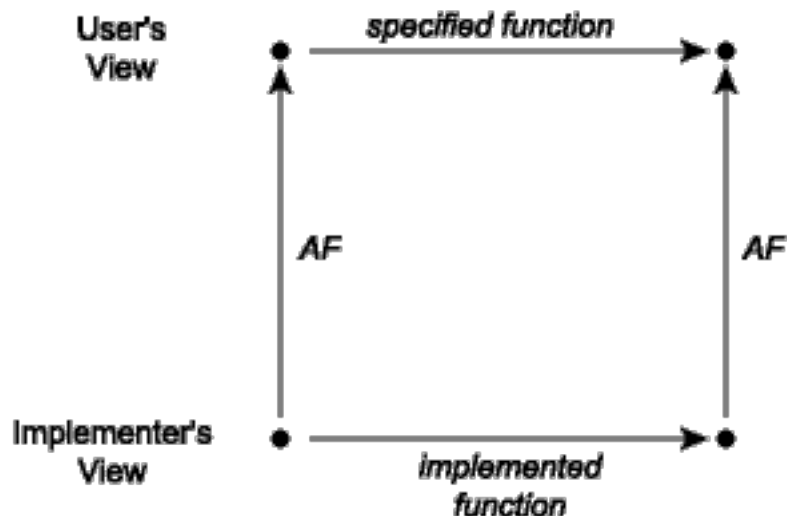 User's
View
specified function
AF
AF
Implementer's
View
implemented
function